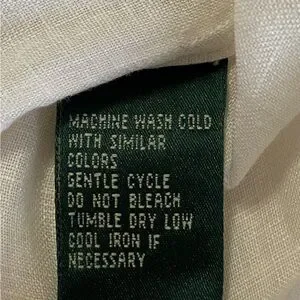 MACHINE WASH COLD
WITH SIMILAR
COLORS
GENTLE CYCLE
DO NOT BLEACH
TUMBLE DRY LOW
COOL IRON IF
NECESSARY